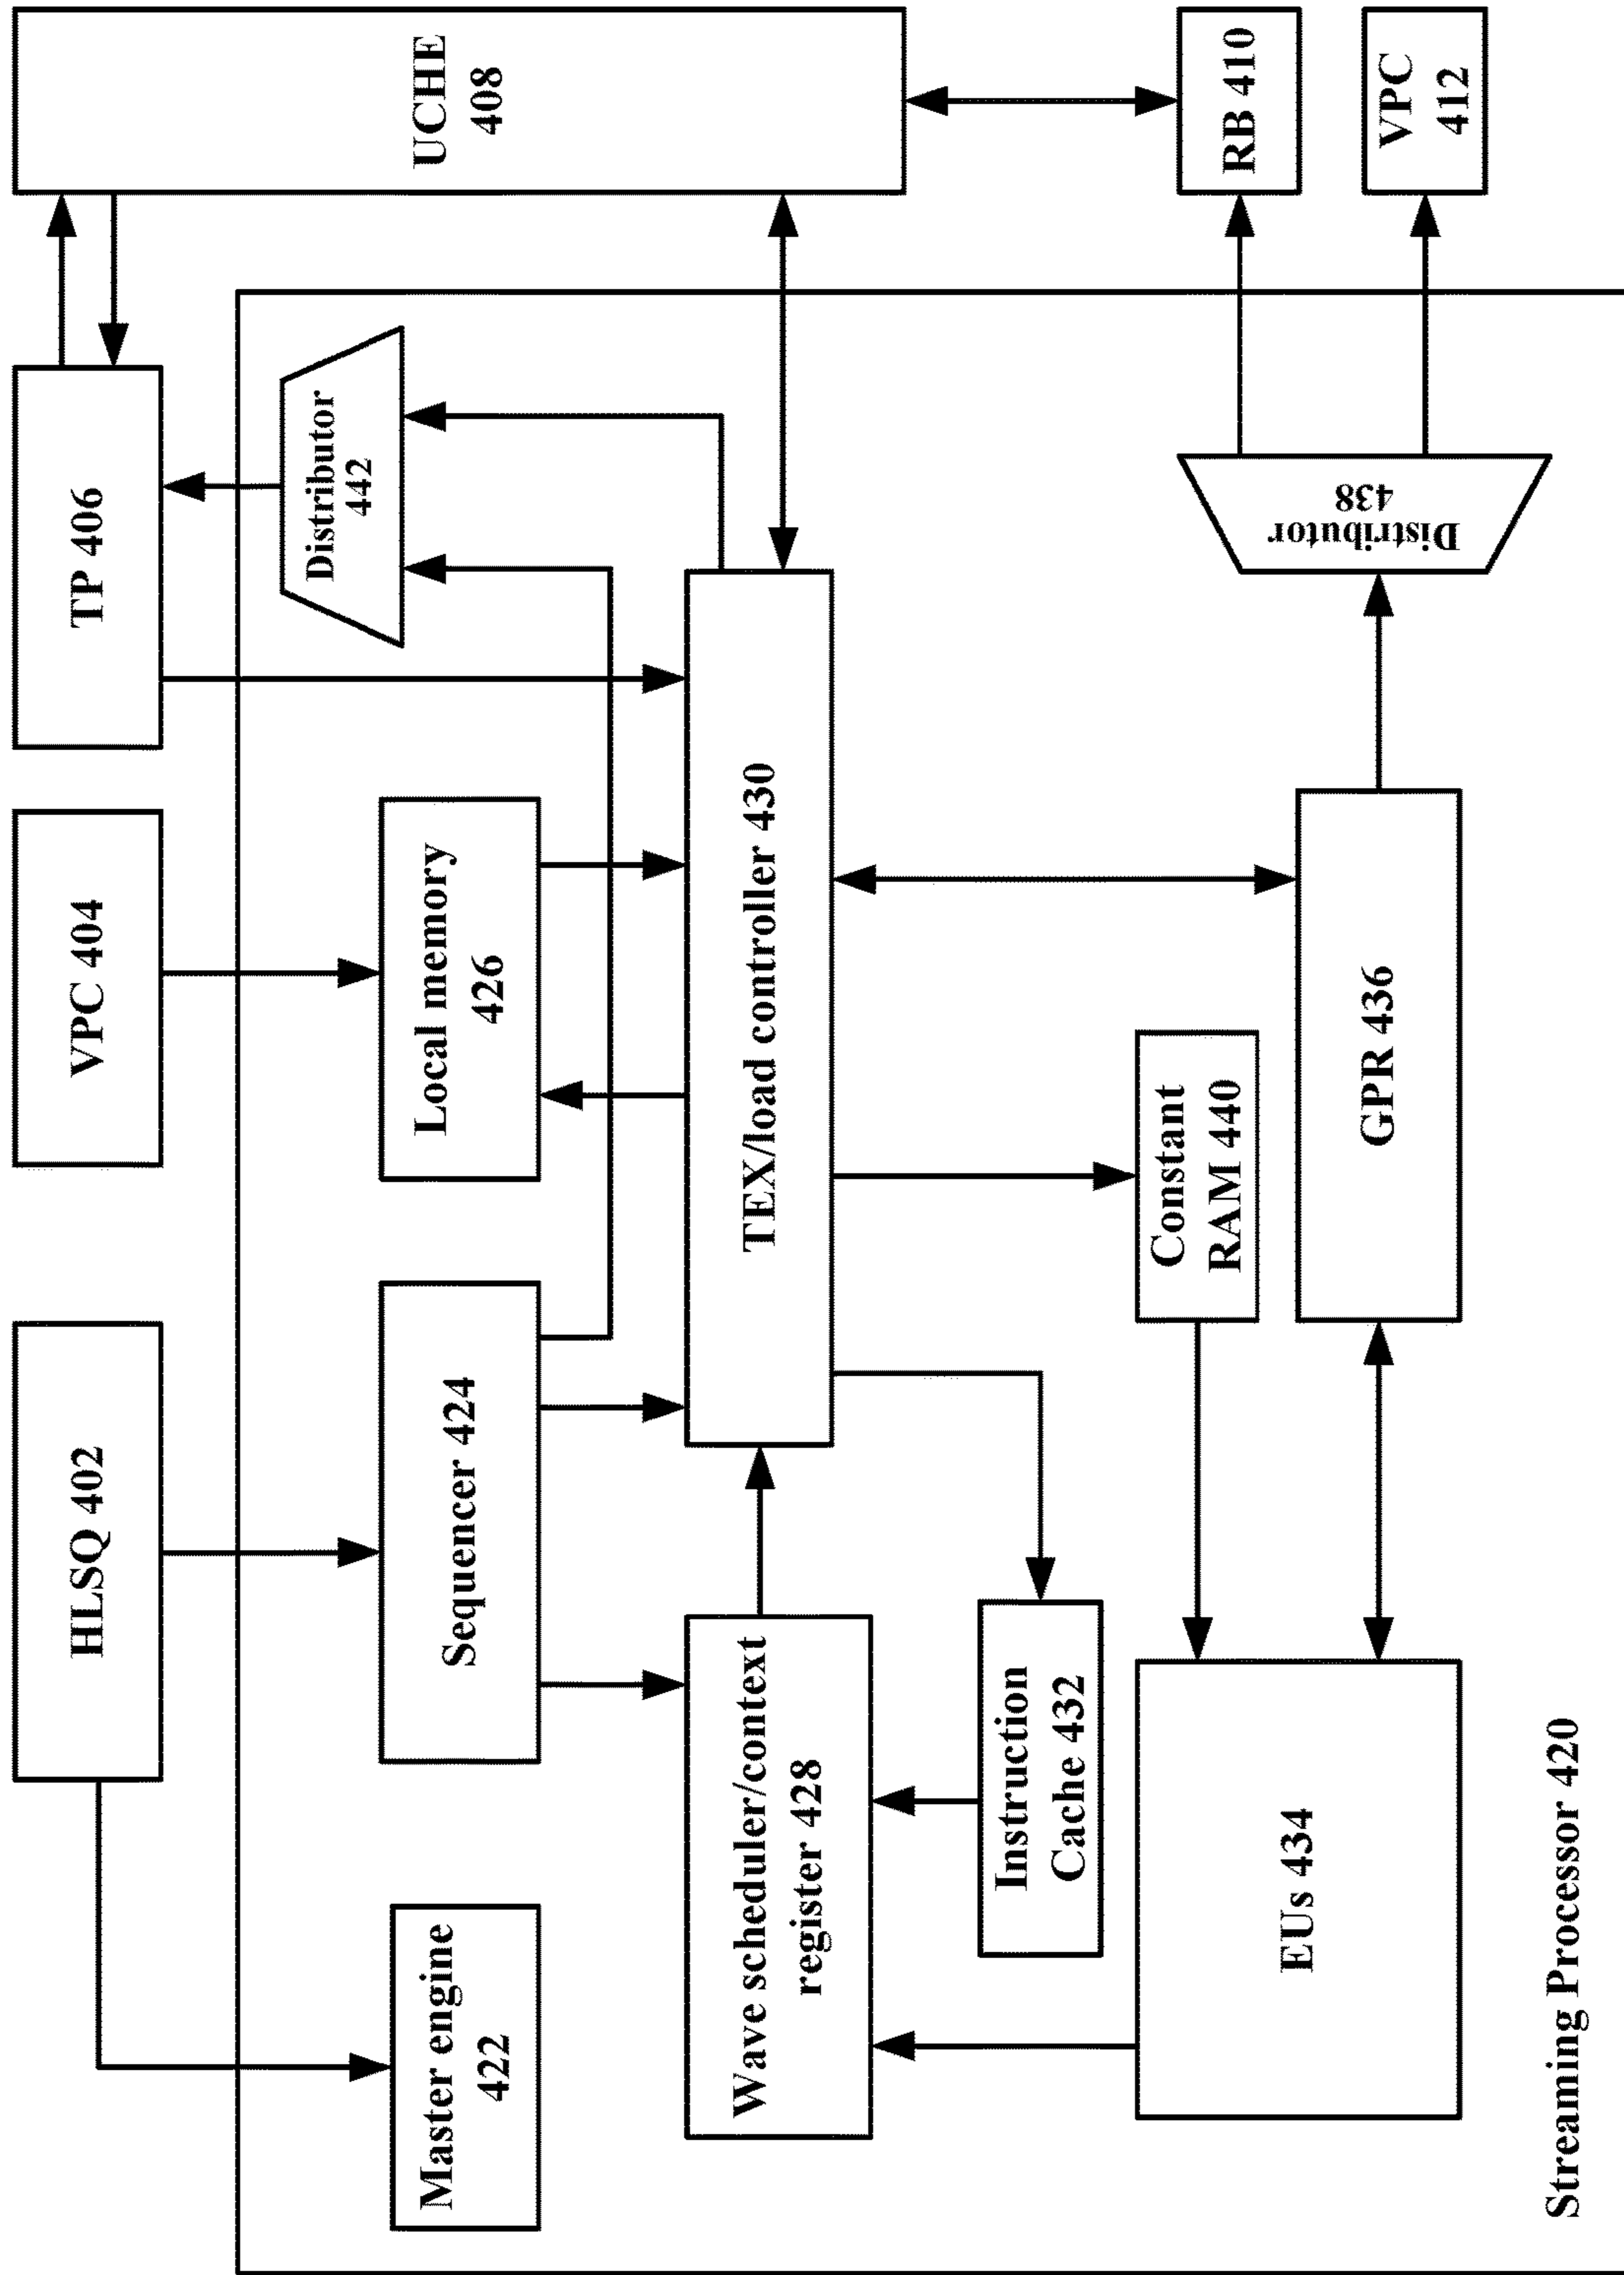 HLSQ 402
VPC 404
TP 406
UCHE
408
Master engine
422
Sequencer 424
Local memory
426
Distributor
442
Wave scheduler/context
register 428
TEX/load controller 430
Instruction
Cache 432
Constant
RAM 440
EUs 434
GPR 436
Distributor
438
RB 410
VPC
412
Streaming Processor 420